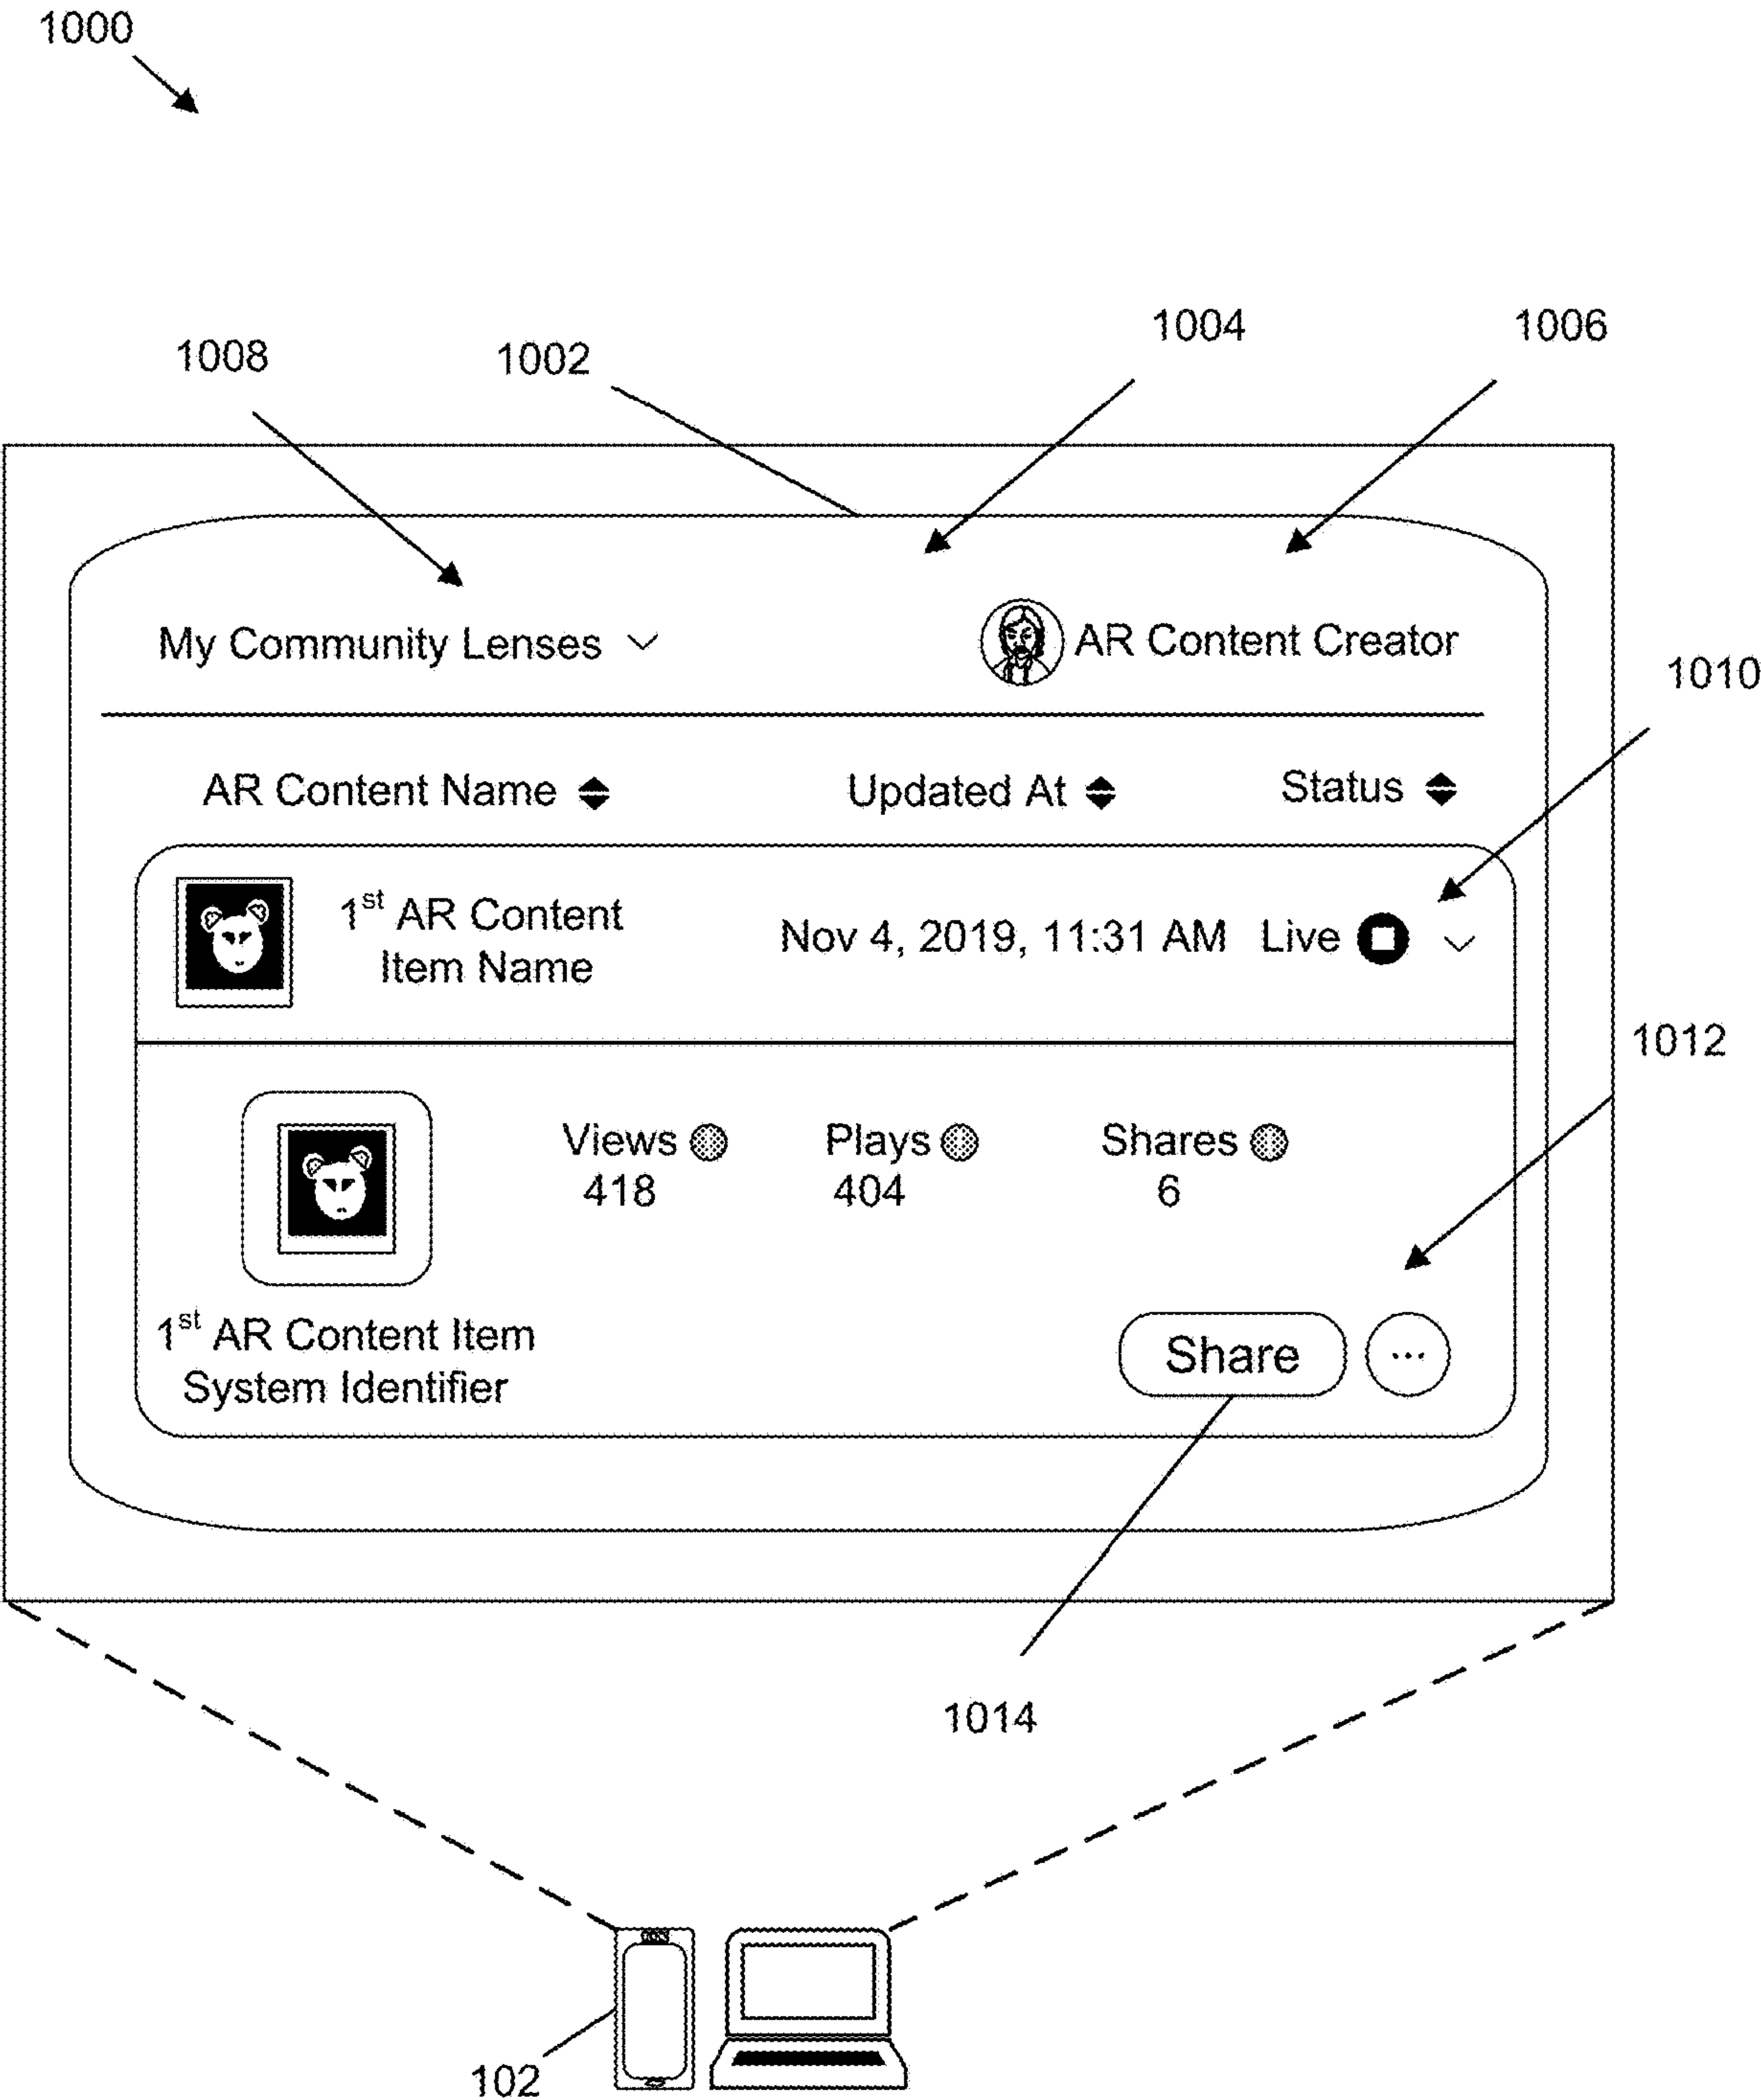 1000
1004
1006
1008
1002
My Community Lenses
AR Content Creator
1010
AR Content Name
Updated At
Status
1st AR Content
Item Name
Nov 4, 2019, 11:31 AM
Live
1012
Views
Plays
Shares
418
404
6
1st AR Content Item
System Identifier
Share
...
1014
102